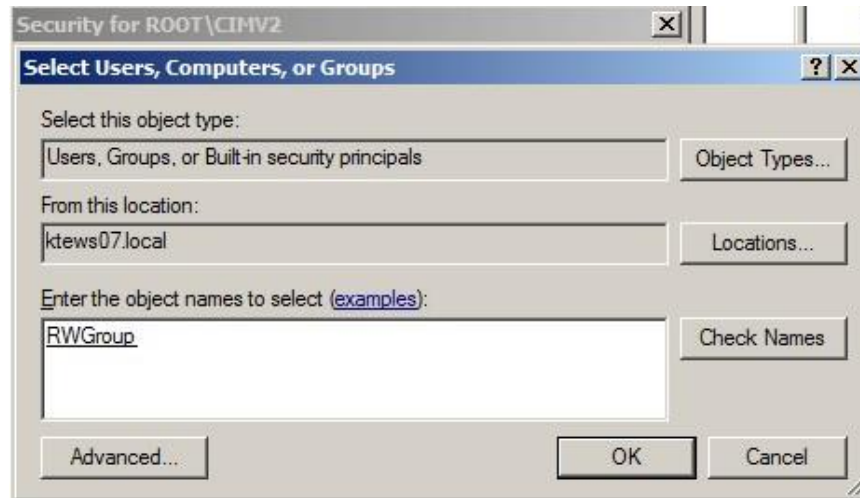 Security for ROOT\CIMV2
Select Users, Computers, or Groups
Select this object type:
Users, Groups, or Built-in security principals
Object Types...
From this location:
ktews07.local
Locations...
Enter the object names to select (examples):
RWGroup
Check Names
Advanced...
OK
Cancel